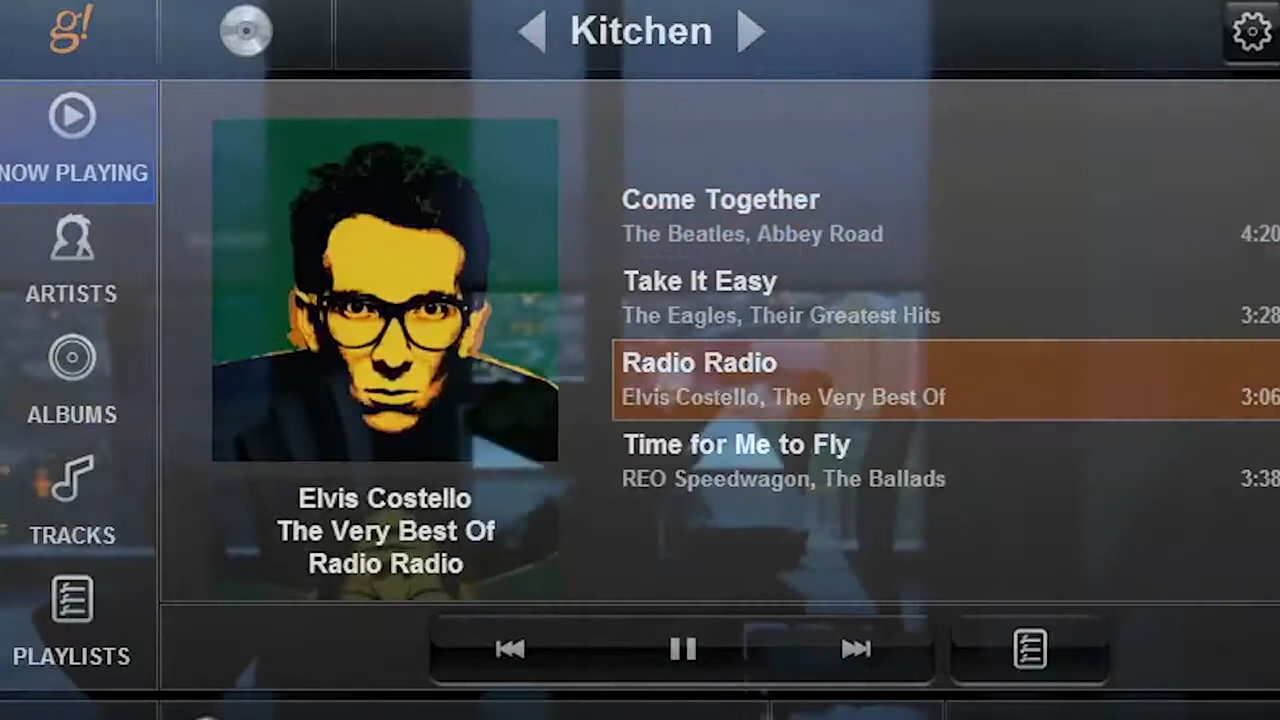 g!
Kitchen
NOW PLAYING
ARTISTS
ALBUMS
TRACKS
PLAYLISTS
Elvis Costello
The Very Best Of
Radio Radio
Come Together
The Beatles, Abbey Road
4:20
Take It Easy
The Eagles, Their Greatest Hits
3:28
Radio Radio
Elvis Costello, The Very Best Of
3:06
Time for Me to Fly
REO Speedwagon, The Ballads
3:38